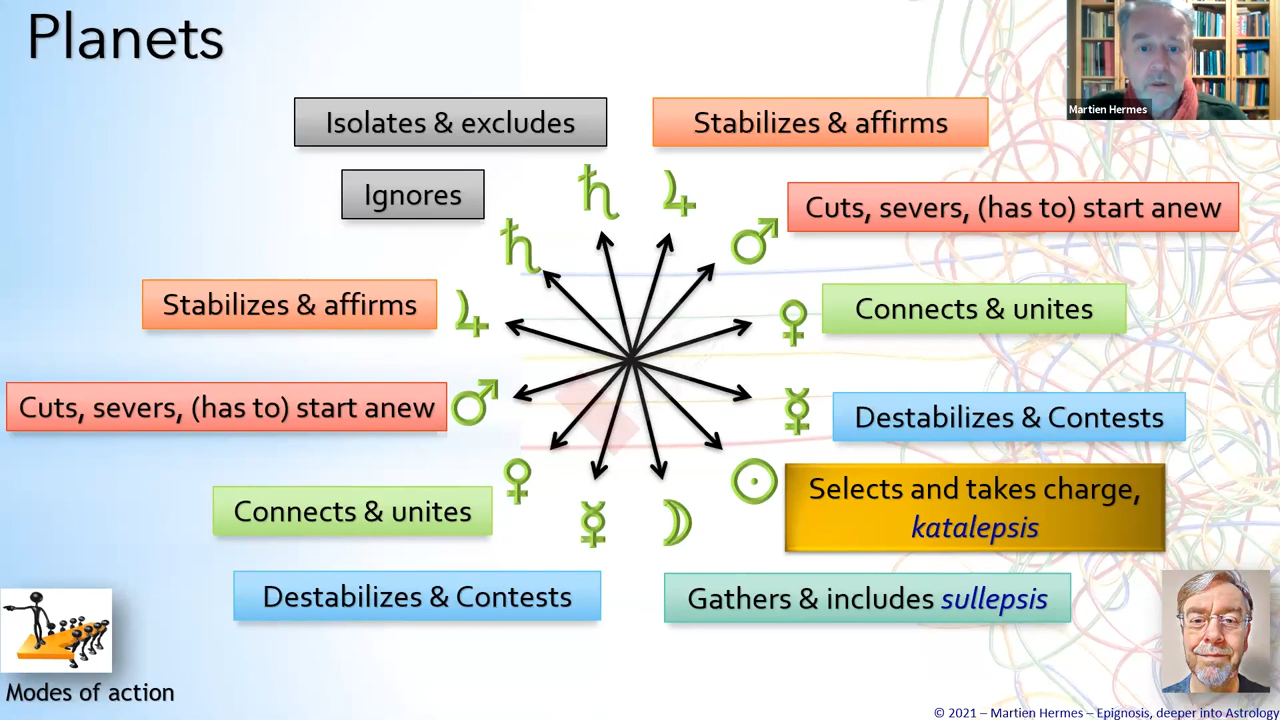 Planets
Martien Hermes
Isolates & excludes
Stabilizes & affirms
Ignores
Cuts, severs, (has to) start anew
Stabilizes & affirms
Connects & unites
Cuts, severs, (has to) start anew
Destabilizes & Contests
Selects and takes charge,
katalepsis
Connects & unites
Destabilizes & Contests
Gathers & includes sullepsis
Modes of action
© 2021 – Martien Hermes – Epignosis, deeper into Astrology